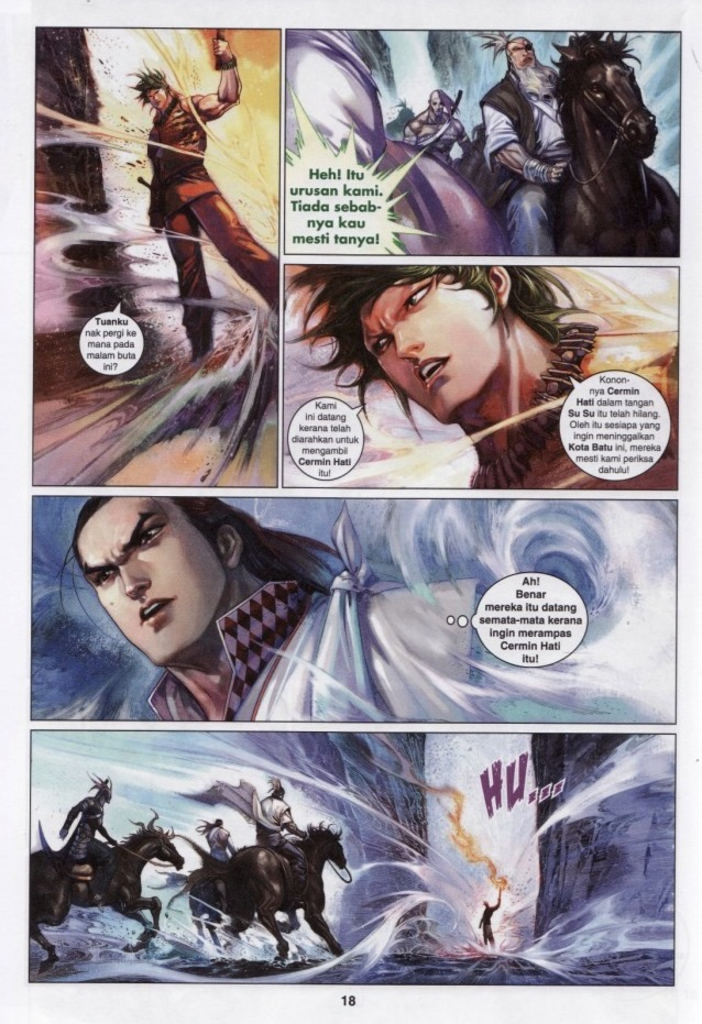 Tuanku
nak pergi ke
mana pada
malam buta
ini?
Heh! Itu
urusan kami.
Tiada sebab-
nya kau
mesti tanya!
Kami
ini datang
kerana telah
diarahkan untuk
mengambil
Cermin Hati
itu!
Konon-
nya Cermin
Hati dalam tangan
Su Su itu telah hilang.
Oleh itu sesiapa yang
ingin meninggalkan
Kota Batu ini, mereka
mesti kami periksa
dahulu!
Ah!
Benar
mereka itu datang
semata-mata kerana
ingin merampas
Cermin Hati
itu!
HU...
18